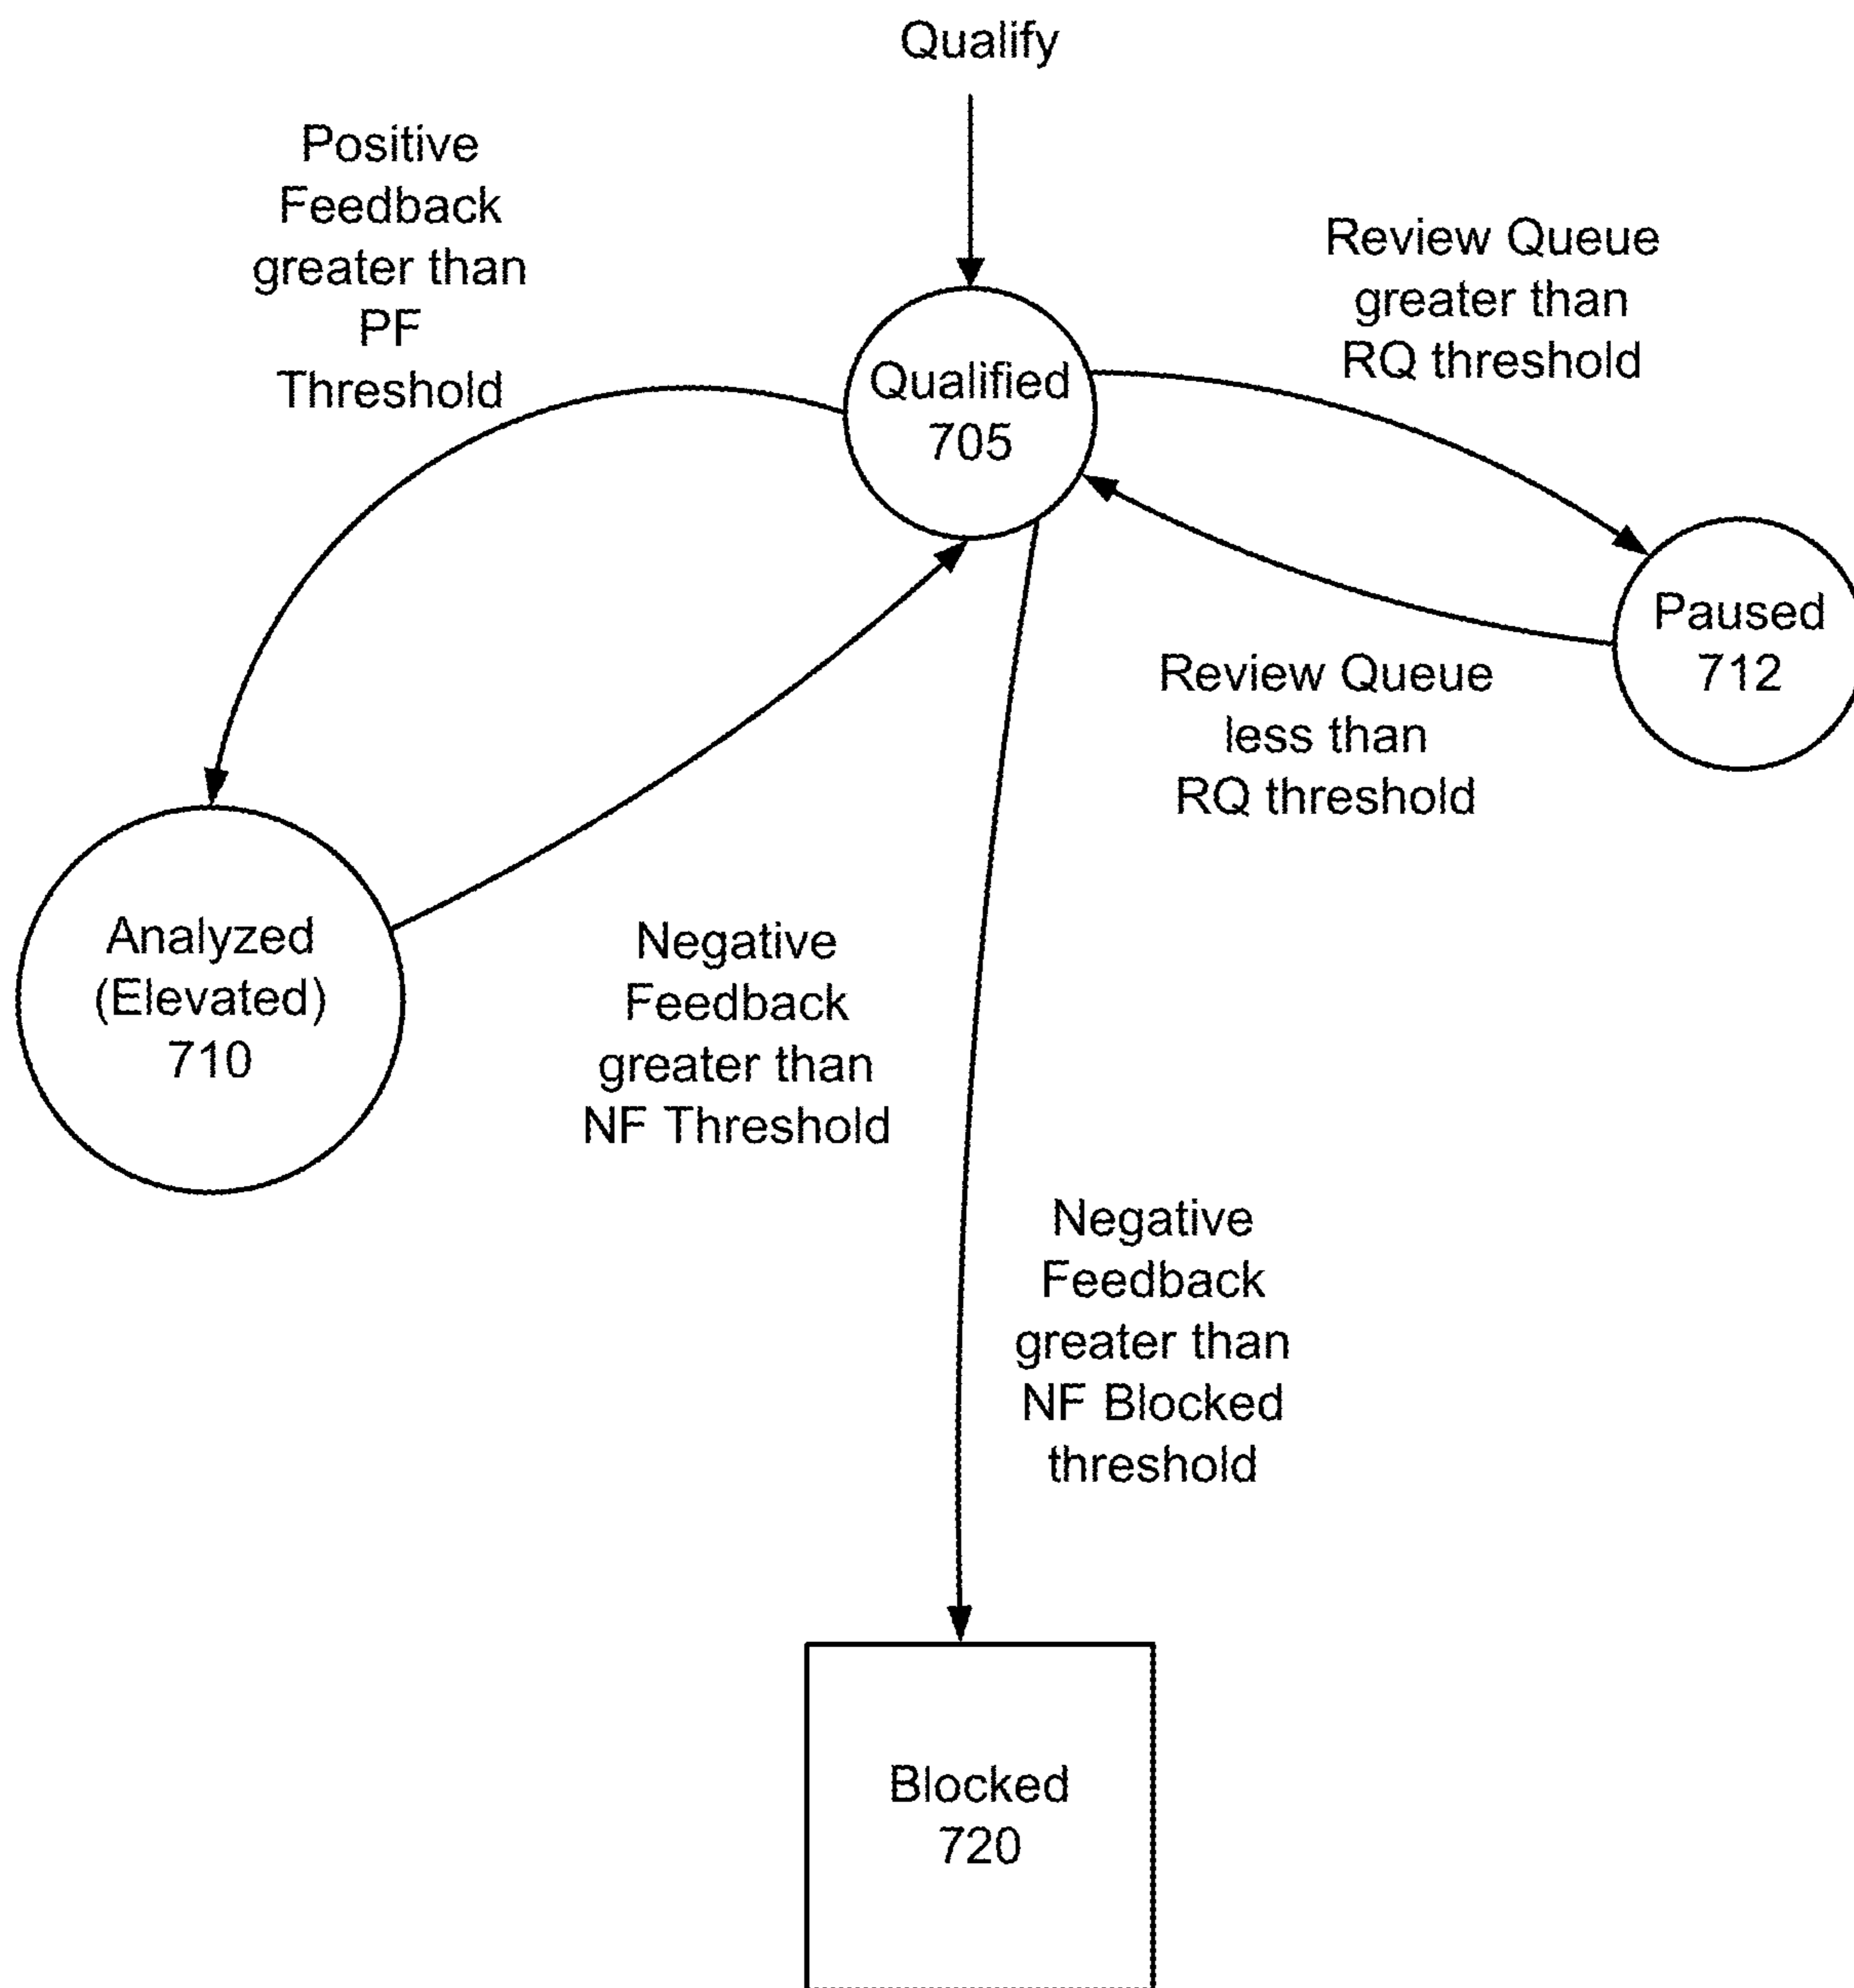 Qualify
Positive
Feedback
greater than
PF
Threshold
Review Queue
greater than
RQ threshold
Qualified
705
Paused
712
Review Queue
less than
RQ threshold
Analyzed
(Elevated)
710
Negative
Feedback
greater than
NF Threshold
Negative
Feedback
greater than
NF Blocked
threshold
Blocked
720